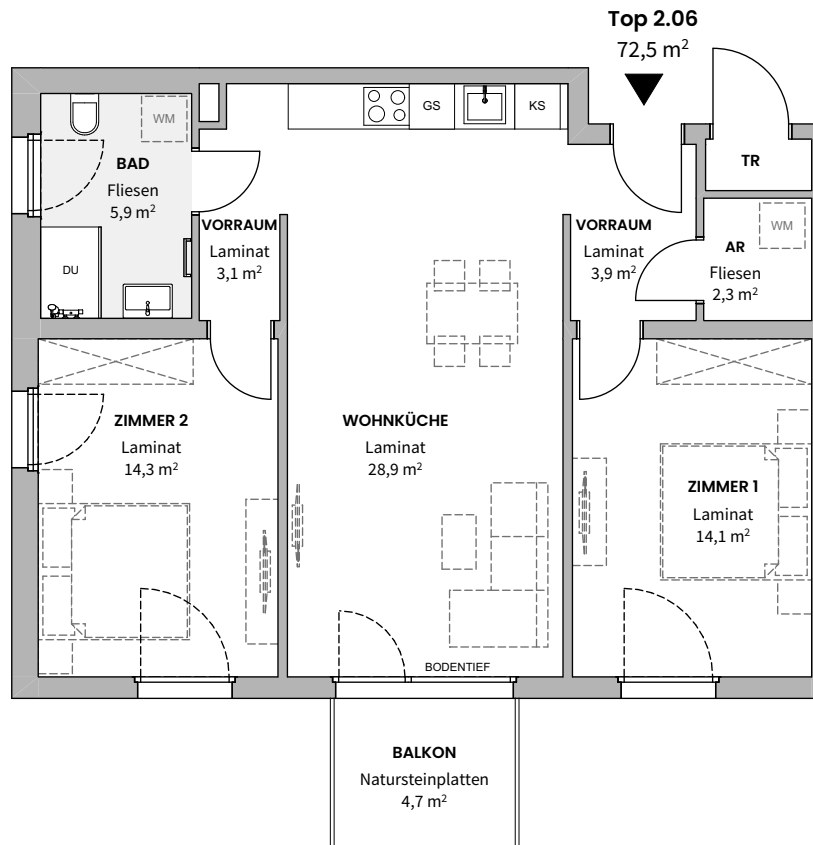 Top 2.06
72,5 m²
WM
GS
KS
BAD
Fliesen
5,9 m²
TR
VORRAUM
Laminat
3,1 m²
VORRAUM
Laminat
3,9 m²
WM
AR
Fliesen
2,3 m²
DU
ZIMMER 2
Laminat
14,3 m²
WOHNKÜCHE
Laminat
28,9 m²
ZIMMER 1
Laminat
14,1 m²
BODENTIEF
BALKON
Natursteinplatten
4,7 m²